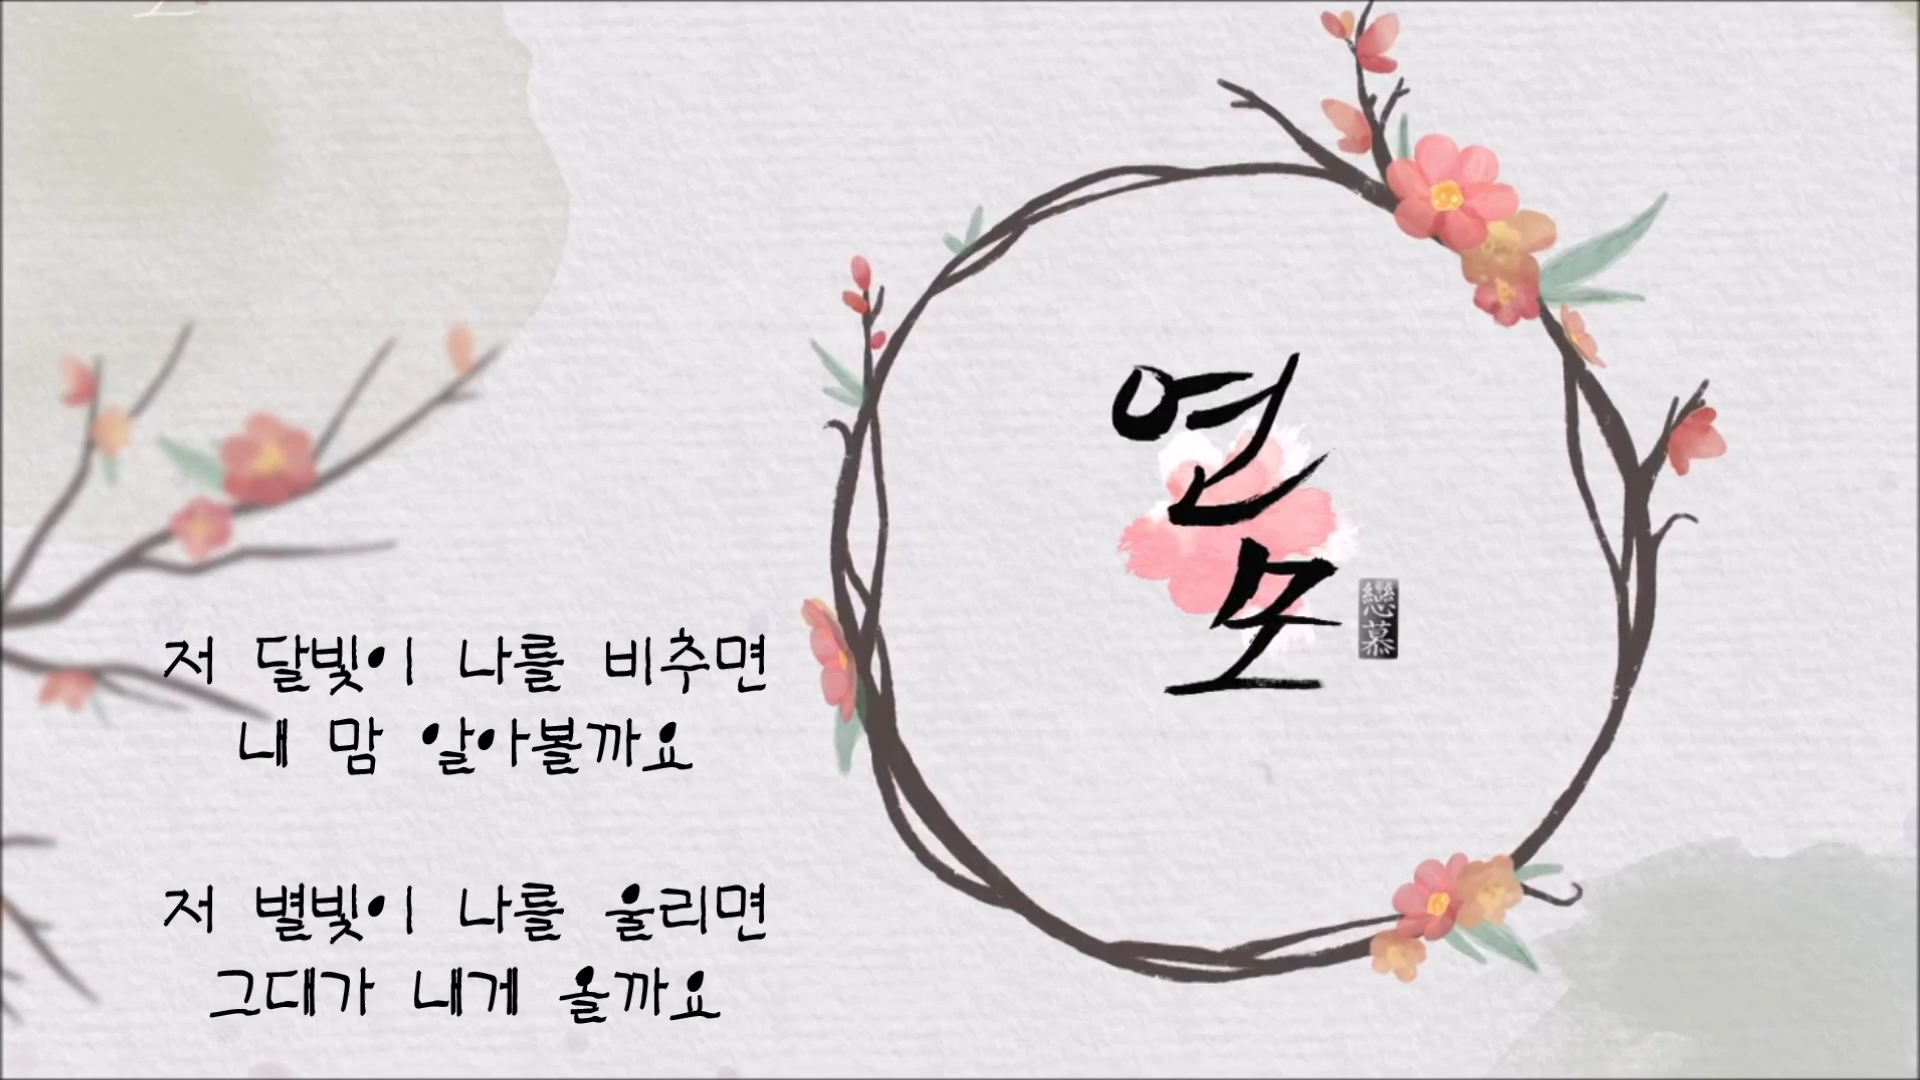 연모
戀慕
저 달빛이 나를 비추면
내 맘 알아볼까요
저 별빛이 나를 울리면
그대가 내게 올까요